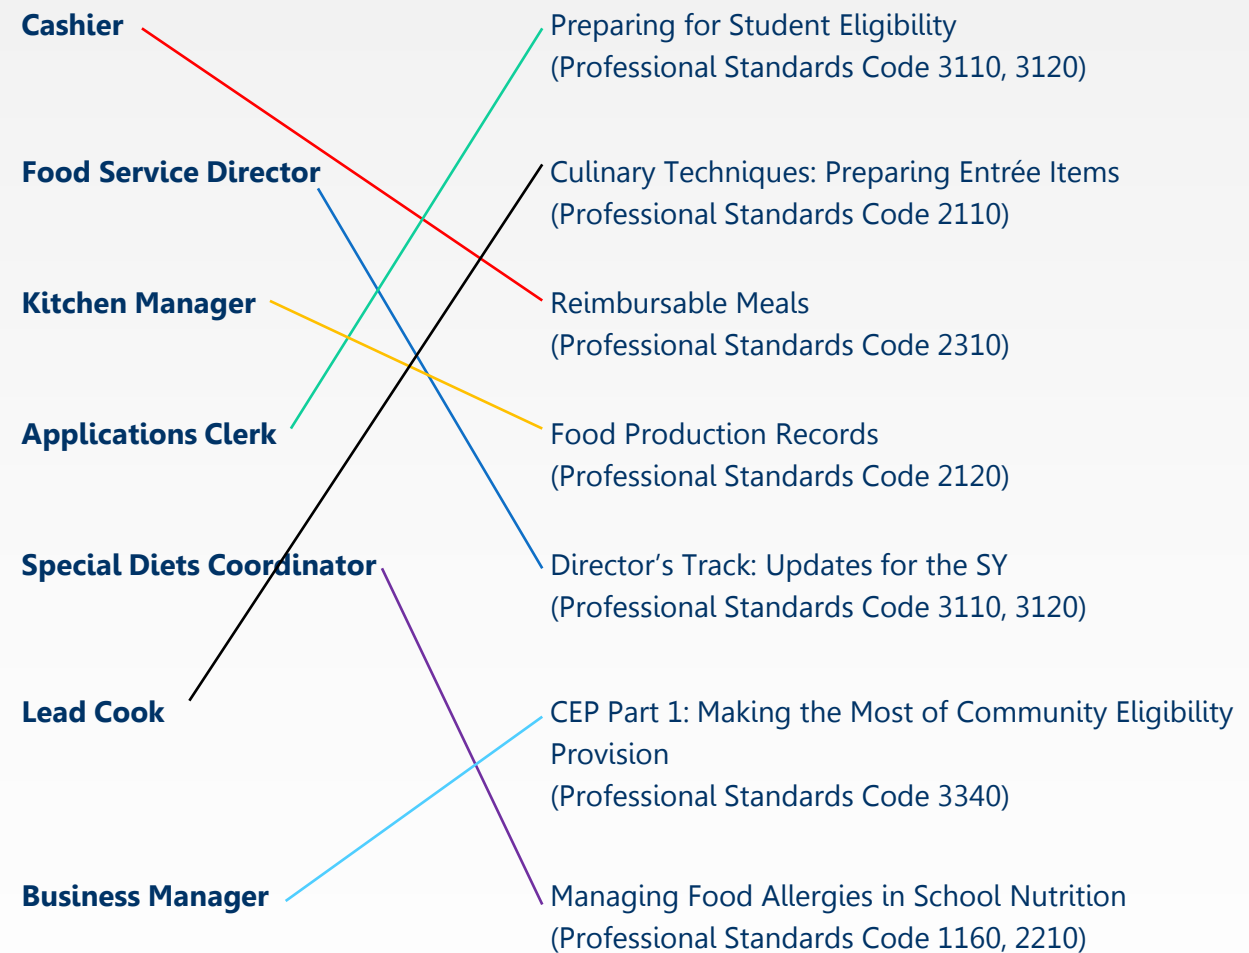 Cashier
Preparing for Student Eligibility
(Professional Standards Code 3110, 3120)
Food Service Director
Culinary Techniques: Preparing Entrée Items
(Professional Standards Code 2110)
Kitchen Manager
Reimbursable Meals
(Professional Standards Code 2310)
Applications Clerk
Food Production Records
(Professional Standards Code 2120)
Special Diets Coordinator
Director’s Track: Updates for the SY
(Professional Standards Code 3110, 3120)
Lead Cook
CEP Part 1: Making the Most of Community Eligibility
Provision
(Professional Standards Code 3340)
Business Manager
Managing Food Allergies in School Nutrition
(Professional Standards Code 1160, 2210)